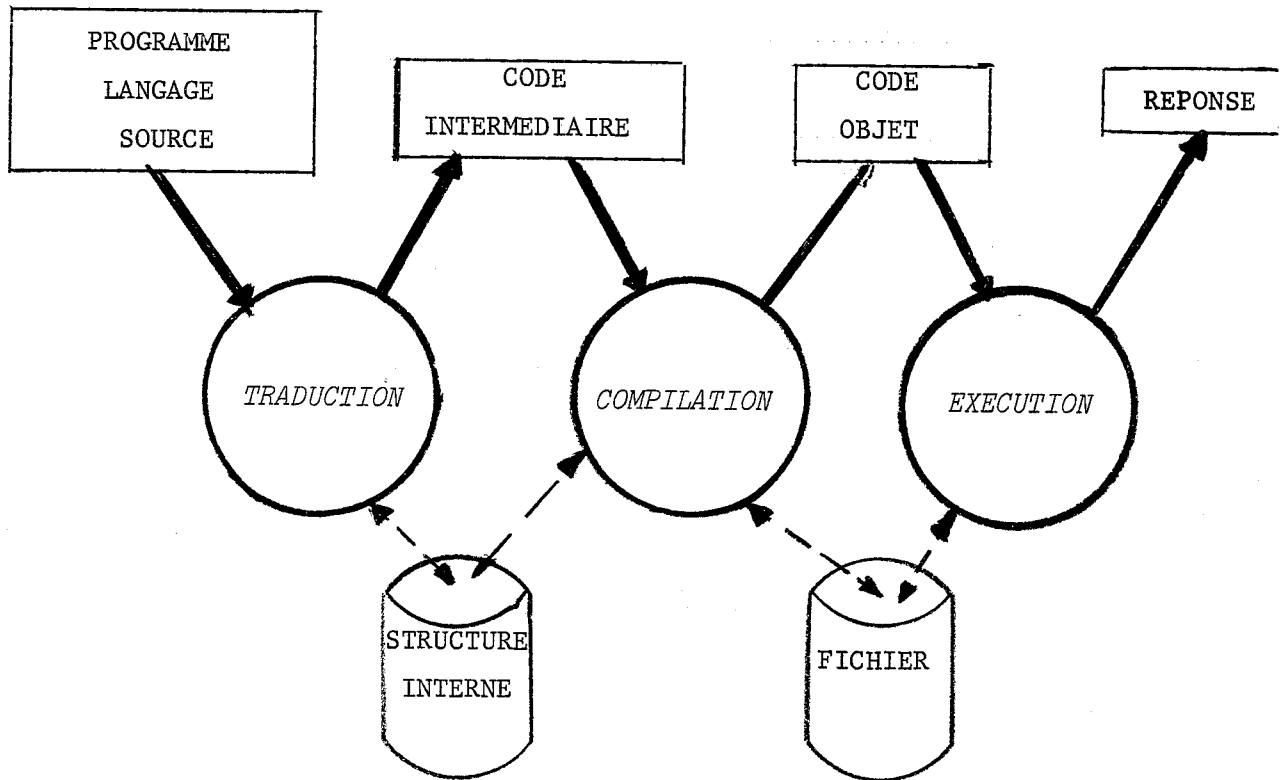 PROGRAMME
LANGAGE
SOURCE
CODE
INTERMEDIAIRE
CODE
OBJET
REPONSE
TRADUCTION
COMPILATION
EXECUTION
STRUCTURE
INTERNE
FICHIER